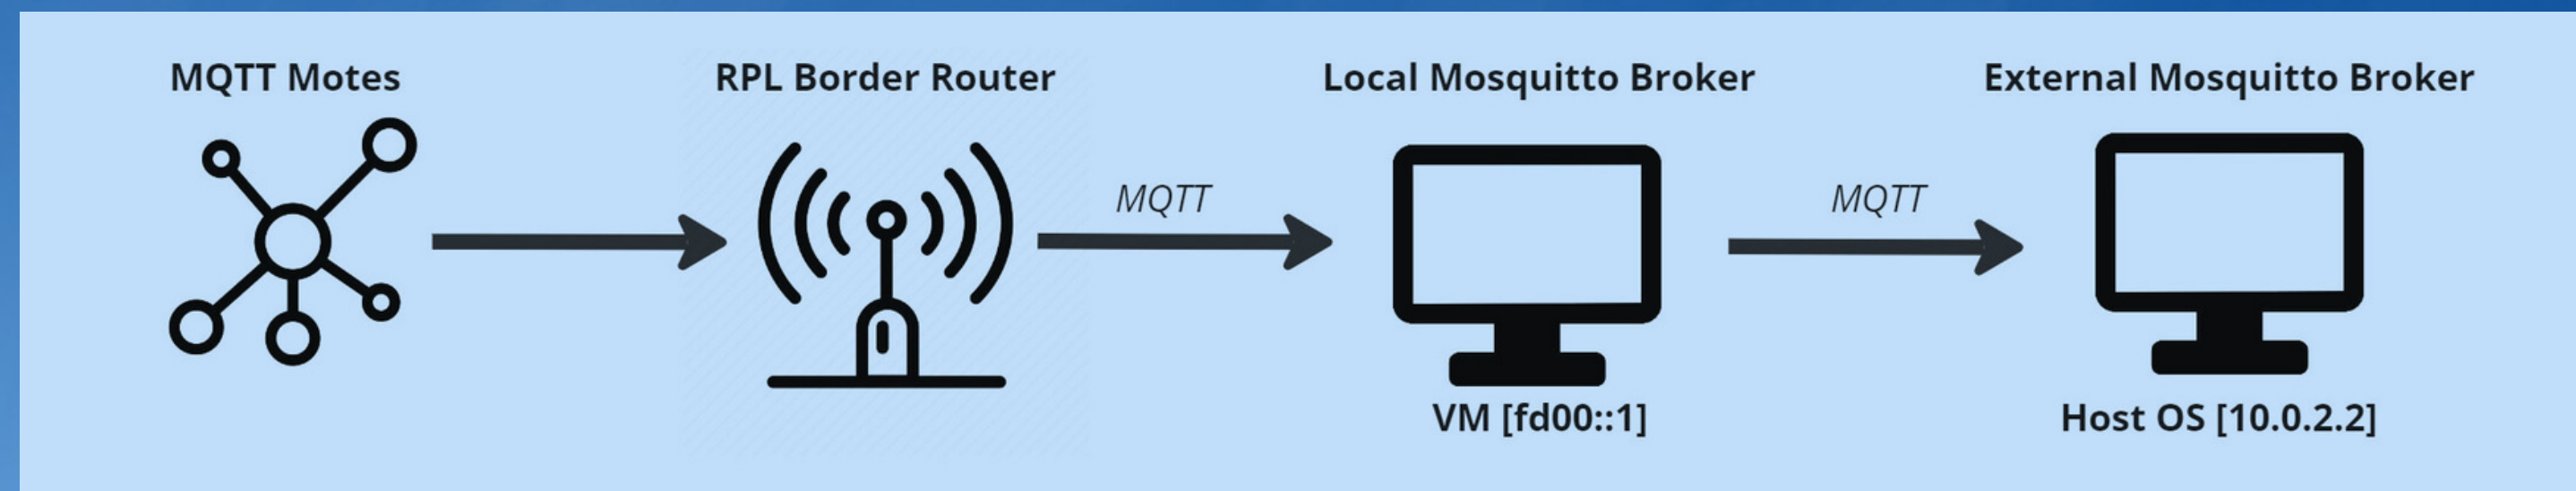 MQTT Motes
RPL Border Router
Local Mosquitto Broker
External Mosquitto Broker
MQTT
MQTT
VM [fd00::1]
Host OS [10.0.2.2]